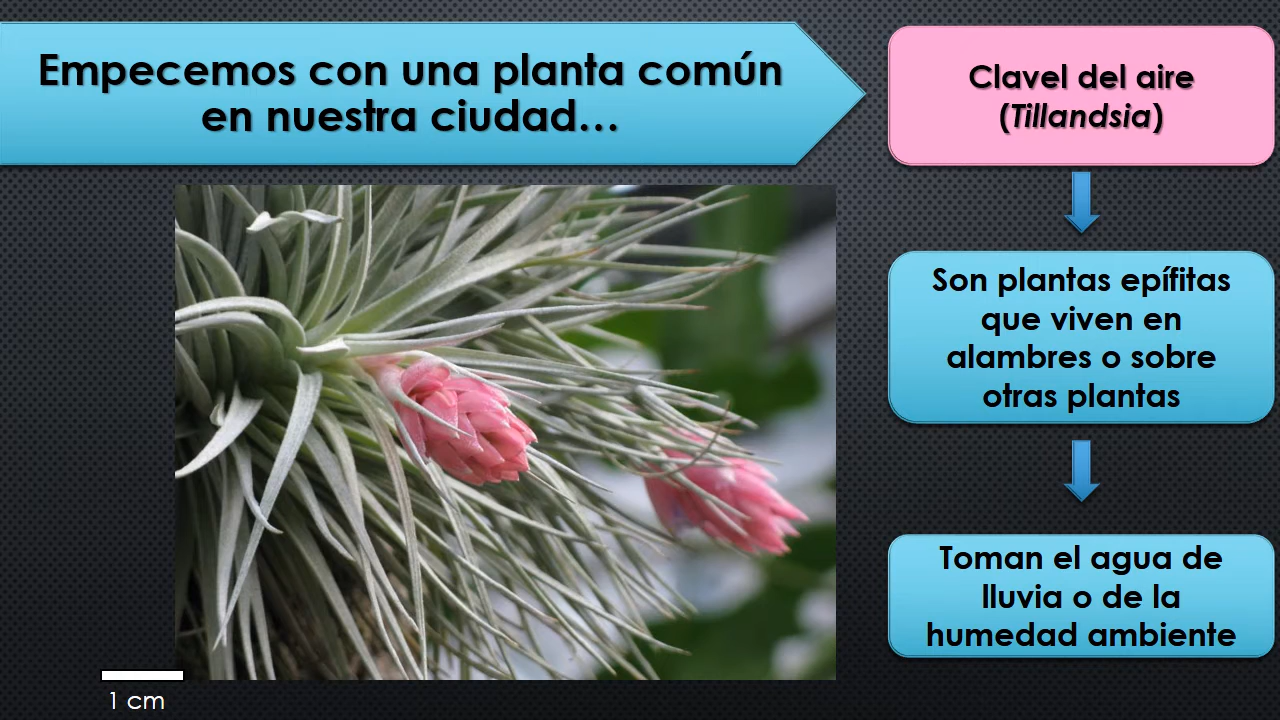 Empecemos con una planta común
en nuestra ciudad…
Clavel del aire
(Tillandsia)
Son plantas epífitas
que viven en
alambres o sobre
otras plantas
Toman el agua de
lluvia o de la
humedad ambiente
1 cm